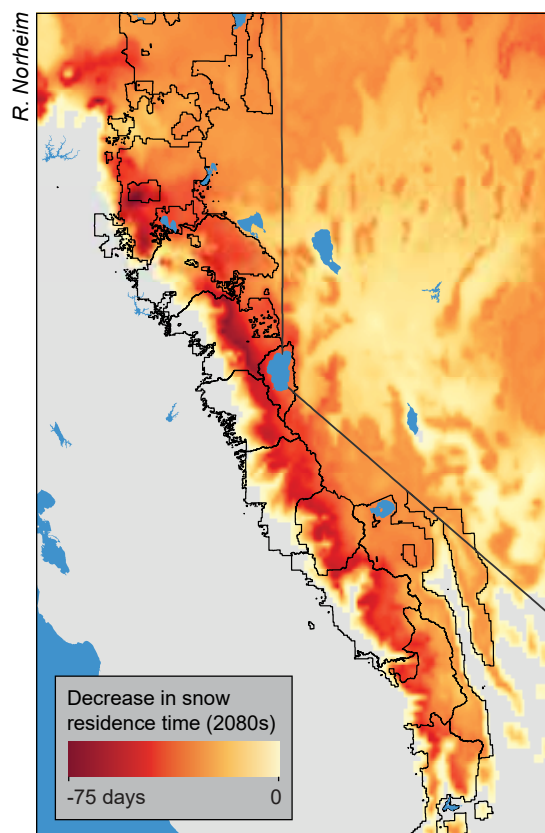 R. Norheim
Decrease in snow
residence time (2080s)
-75 days
0